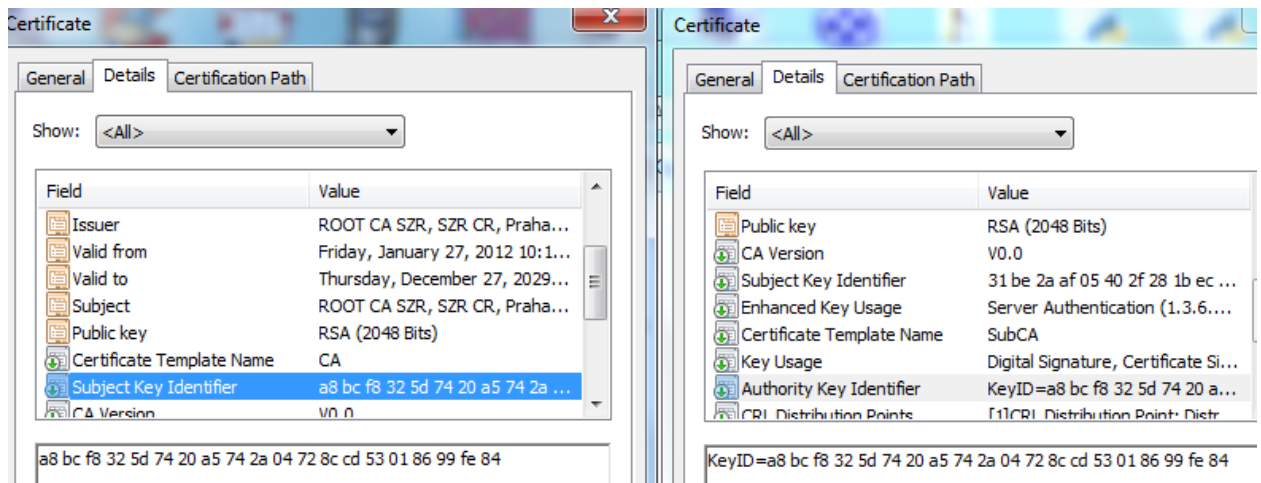 Certificate
General Details Certification Path
Show: <All>
Field Value
Issuer ROOT CA SZR, SZR CR, Praha...
Valid from Friday, January 27, 2012 10:1...
Valid to Thursday, December 27, 2029...
Subject ROOT CA SZR, SZR CR, Praha...
Public key RSA (2048 Bits)
Certificate Template Name CA
Subject Key Identifier a8 bc f8 32 5d 74 20 a5 74 2a ...
CA Version V0.0
a8 bc f8 32 5d 74 20 a5 74 2a 04 72 8c cd 53 01 86 99 fe 84
Certificate
General Details Certification Path
Show: <All>
Field Value
Public key RSA (2048 Bits)
CA Version V0.0
Subject Key Identifier 31 be 2a af 05 40 2f 28 1b ec ...
Enhanced Key Usage Server Authentication (1.3.6....
Certificate Template Name SubCA
Key Usage Digital Signature, Certificate Si...
Authority Key Identifier KeyID=a8 bc f8 32 5d 74 20 a...
CRL Distribution Points [1]CRL Distribution Point: Distr...
KeyID=a8 bc f8 32 5d 74 20 a5 74 2a 04 72 8c cd 53 01 86 99 fe 84